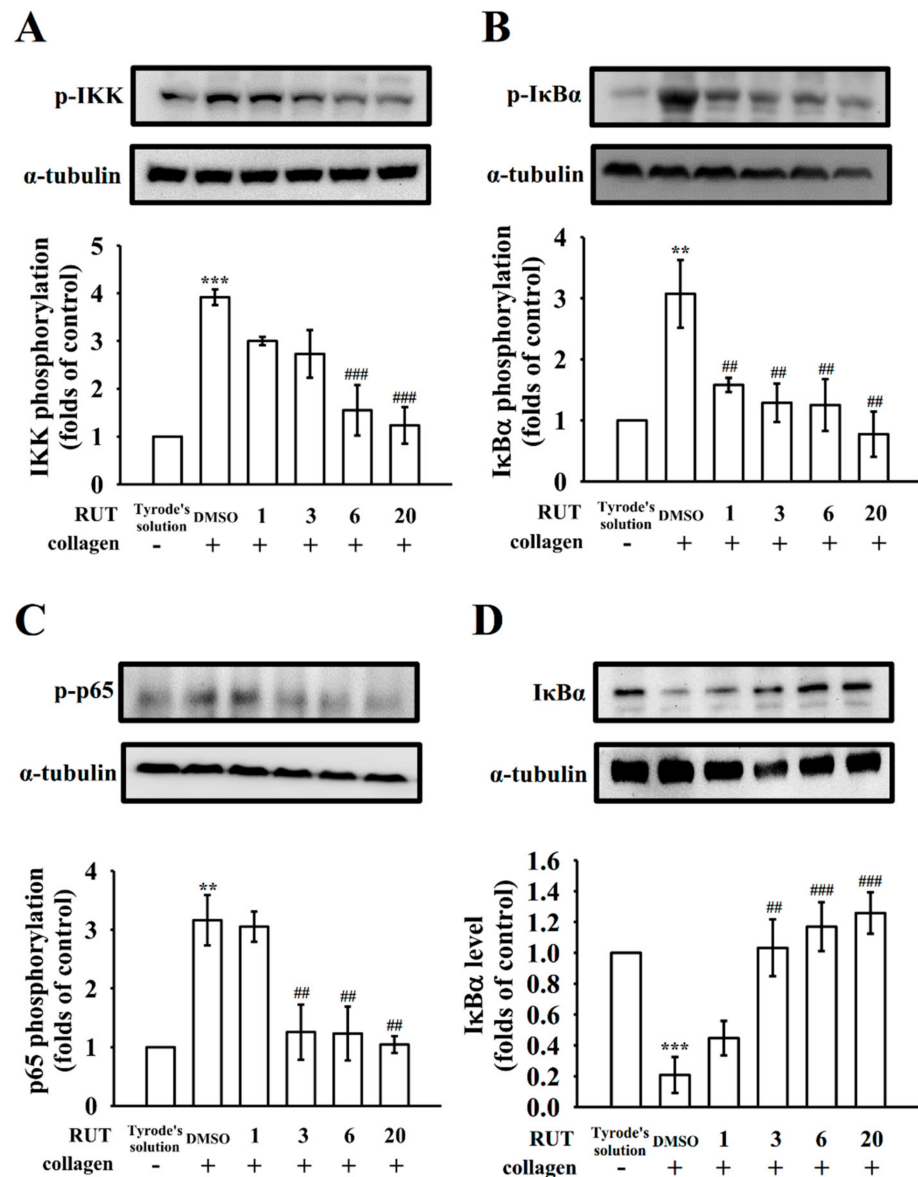 A
p-IKK
α-tubulin
IKK phosphorylation
(folds of control)
5
4
3
2
1
0
***
###
###
RUT
Tyrode's
solution
DMSO
1
3
6
20
collagen
-
+
+
+
+
+
B
p-IκBα
α-tubulin
IκBα phosphorylation
(folds of control)
4
3
2
1
0
**
##
##
##
##
Tyrode's
solution
DMSO
1
3
6
20
-
+
+
+
+
+
C
p-p65
α-tubulin
p65 phosphorylation
(folds of control)
4
3
2
1
0
**
##
##
##
RUT
Tyrode's
solution
DMSO
1
3
6
20
collagen
-
+
+
+
+
+
D
IκBα
α-tubulin
IκBα level
(folds of control)
1.6
1.4
1.2
1.0
0.8
0.6
0.4
0.2
0.0
***
##
###
###
RUT
Tyrode's
solution
DMSO
1
3
6
20
collagen
-
+
+
+
+
+